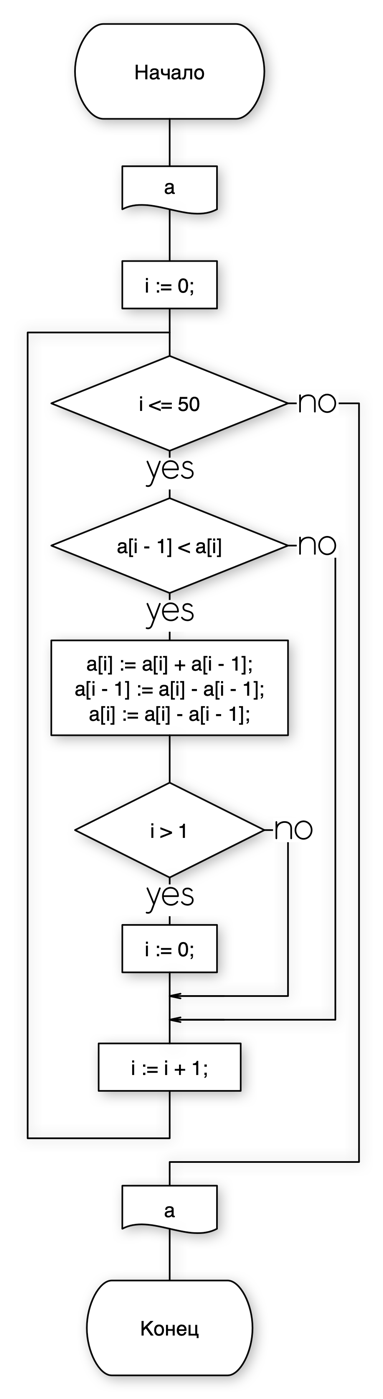 Начало
a
i := 0;
i <= 50
no
yes
a[i - 1] < a[i]
no
yes
a[i] := a[i] + a[i - 1];
a[i - 1] := a[i] - a[i - 1];
a[i] := a[i] - a[i - 1];
i > 1
no
yes
i := 0;
i := i + 1;
a
Конец